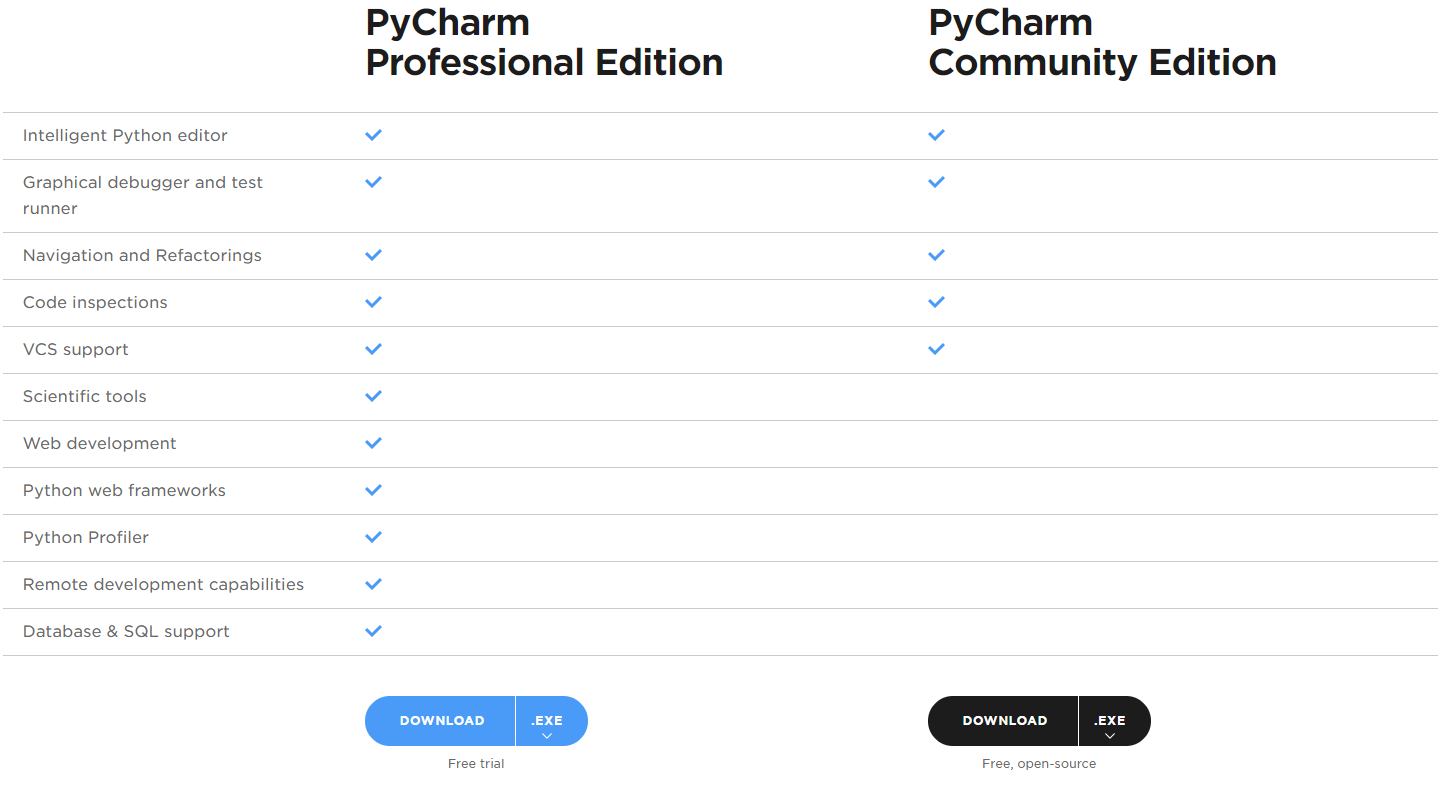 PyCharm
Professional Edition
PyCharm
Community Edition
Intelligent Python editor
Graphical debugger and test
runner
Navigation and Refactorings
Code inspections
VCS support
Scientific tools
Web development
Python web frameworks
Python Profiler
Remote development capabilities
Database & SQL support
DOWNLOAD .EXE
Free trial
DOWNLOAD .EXE
Free, open-source